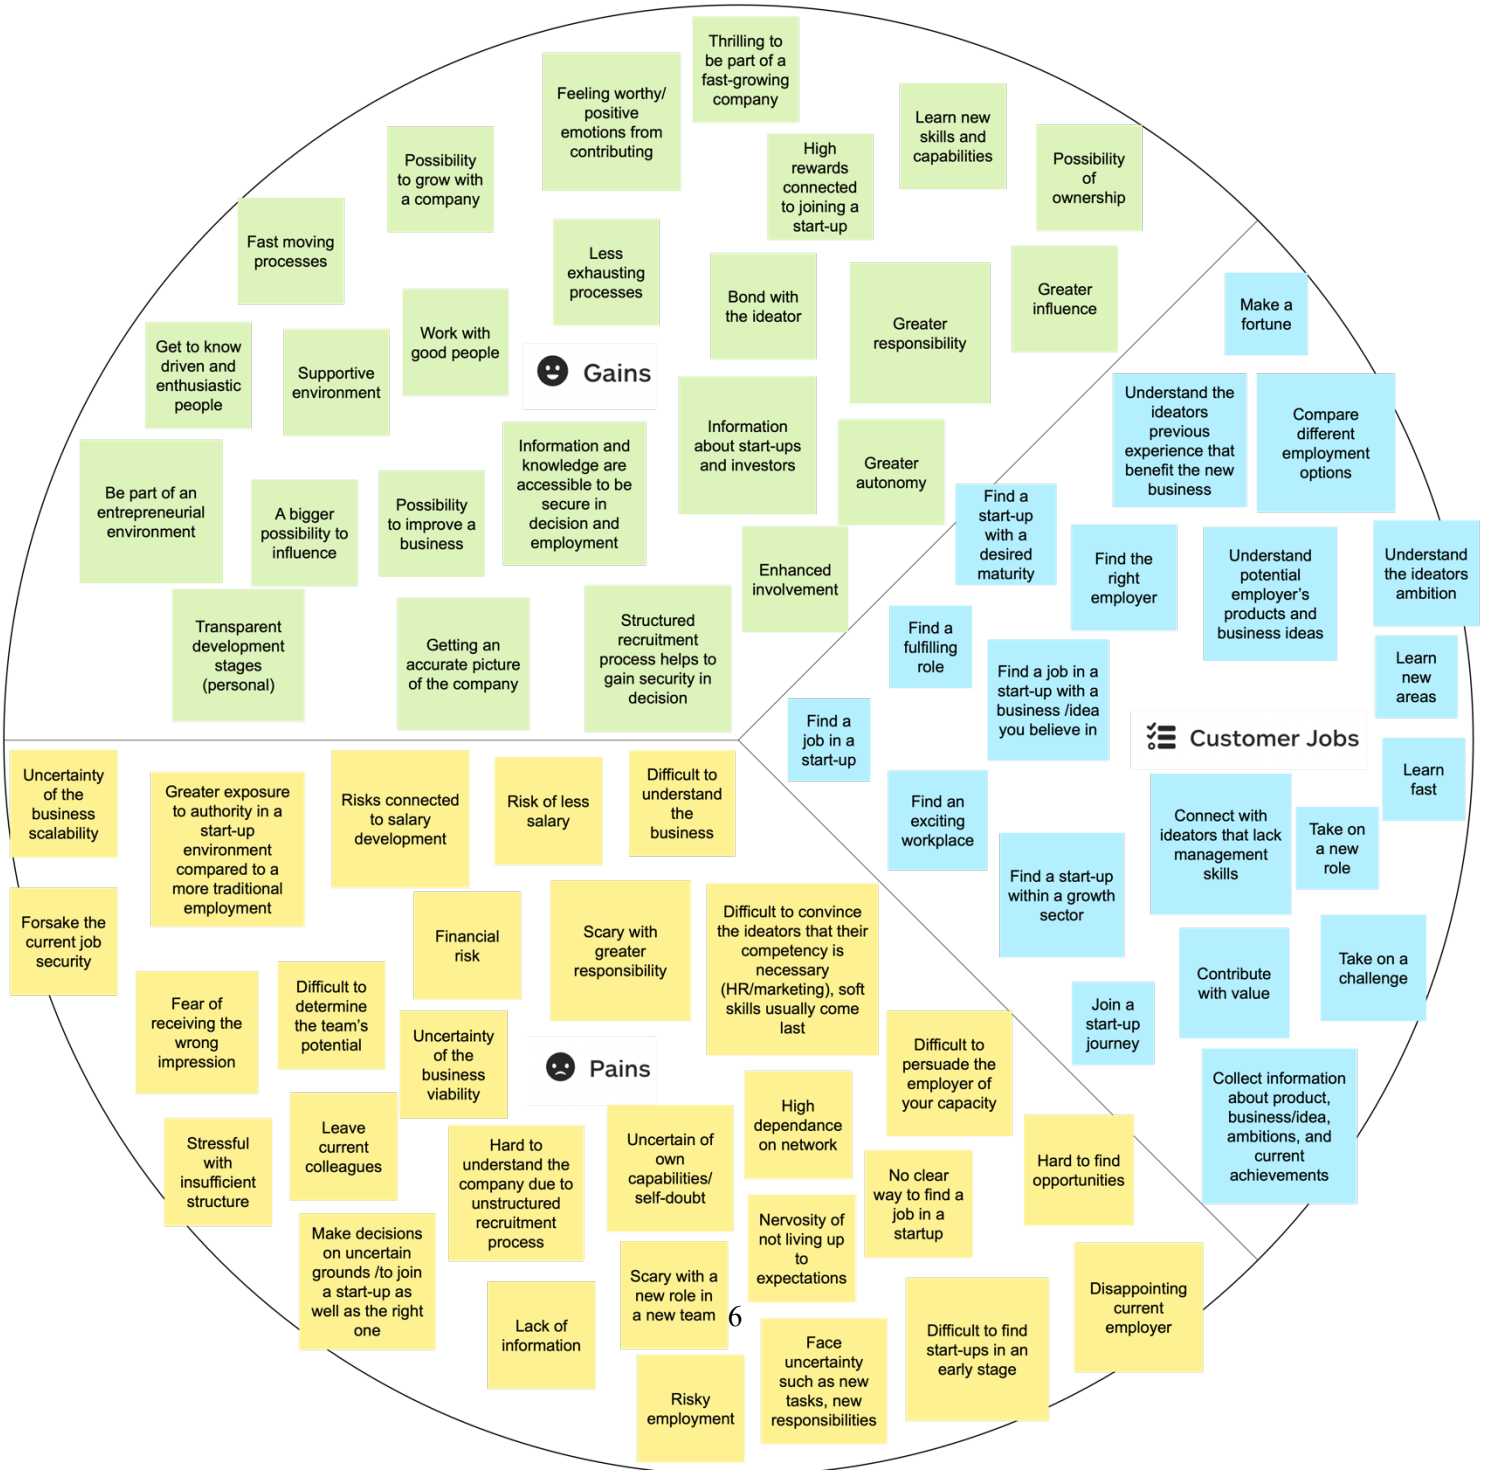 Thrilling to
be part of a
fast-growing
company
Feeling worthy/
positive
emotions from
contributing
Learn new
skills and
capabilities
Possibility
to grow with
a company
High
rewards
connected
to joining a
start-up
Possibility
of
ownership
Fast moving
processes
Less
exhausting
processes
Bond with
the ideator
Greater
responsibility
Greater
influence
Get to know
driven and
enthusiastic
people
Supportive
environment
Work with
good people
Gains
Information
about start-ups
and investors
Greater
autonomy
Be part of an
entrepreneurial
environment
A bigger
possibility to
influence
Possibility
to improve a
business
Information and
knowledge are
accessible to be
secure in
decision and
employment
Enhanced
involvement
Transparent
development
stages
(personal)
Getting an
accurate picture
of the company
Structured
recruitment
process helps to
gain security in
decision
Make a
fortune
Understand the
ideators
previous
experience that
benefit the new
business
Compare
different
employment
options
Find a
start-up
with a
desired
maturity
Find the
right
employer
Understand
potential
employer's
products and
business ideas
Understand
the ideators
ambition
Find a
fulfilling
role
Find a job in a
start-up with a
business /idea
you believe in
Learn
new
areas
Find a
job in a
start-up
Customer Jobs
Find an
exciting
workplace
Connect with
ideators that lack
management
skills
Take on
a new
role
Learn
fast
Find a start-up
within a growth
sector
Contribute
with value
Take on a
challenge
Join a
start-up
journey
Collect information
about product,
business/idea,
ambitions, and
current
achievements
Uncertainty
of the
business
scalability
Greater exposure
to authority in a
start-up
environment
compared to a
more traditional
employment
Risks connected
to salary
development
Risk of less
salary
Difficult to
understand
the
business
Forsake the
current job
security
Financial
risk
Scary with
greater
responsibility
Difficult to convince
the ideators that their
competency is
necessary
(HR/marketing), soft
skills usually come
last
Fear of
receiving the
wrong
impression
Difficult to
determine
the team's
potential
Uncertainty
of the
business
viability
Pains
Difficult to
persuade the
employer of
your capacity
Stressful
with
insufficient
structure
Leave
current
colleagues
Hard to
understand the
company due to
unstructured
recruitment
process
Uncertain of
own
capabilities/
self-doubt
High
dependance
on network
Hard to find
opportunities
No clear
way to find a
job in a
startup
Nervosity of
not living up
to
expectations
Make decisions
on uncertain
grounds /to join
a start-up as
well as the right
one
Lack of
information
Scary with a
new role in
a new team
6
Risky
employment
Face
uncertainty
such as new
tasks, new
responsibilities
Difficult to find
start-ups in an
early stage
Disappointing
current
employer